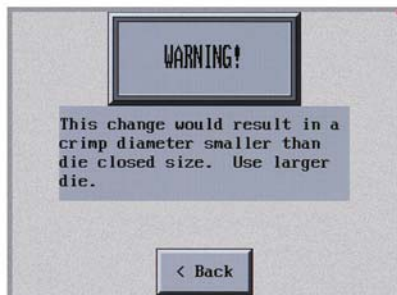 WARNING!
This change would result in a
crimp diameter smaller than
die closed size. Use larger
die.
< Back